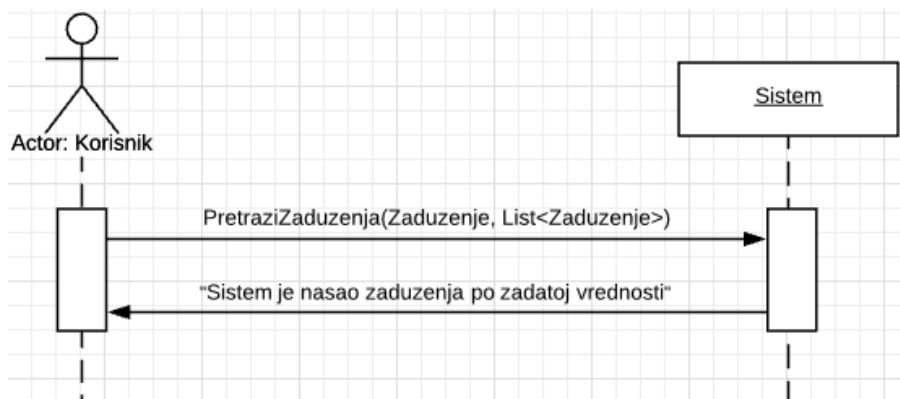 Sistem
Actor: Korisnik
PretraziZaduzenja(Zaduzenje, List<Zaduzenje>)
"Sistem je nasao zaduzenja po zadatoj vrednosti"